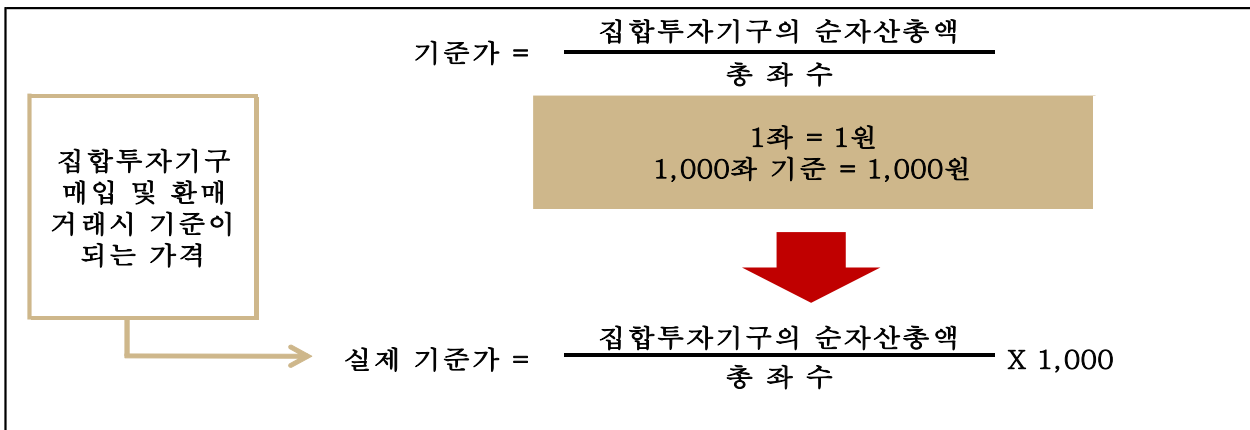 기준가 =
집합투자기구의 순자산총액
총 좌 수
1좌 = 1원
1,000좌 기준 = 1,000원
집합투자기구
매입 및 환매
거래시 기준이
되는 가격
실제 기준가 =
집합투자기구의 순자산총액
총 좌 수
X 1,000